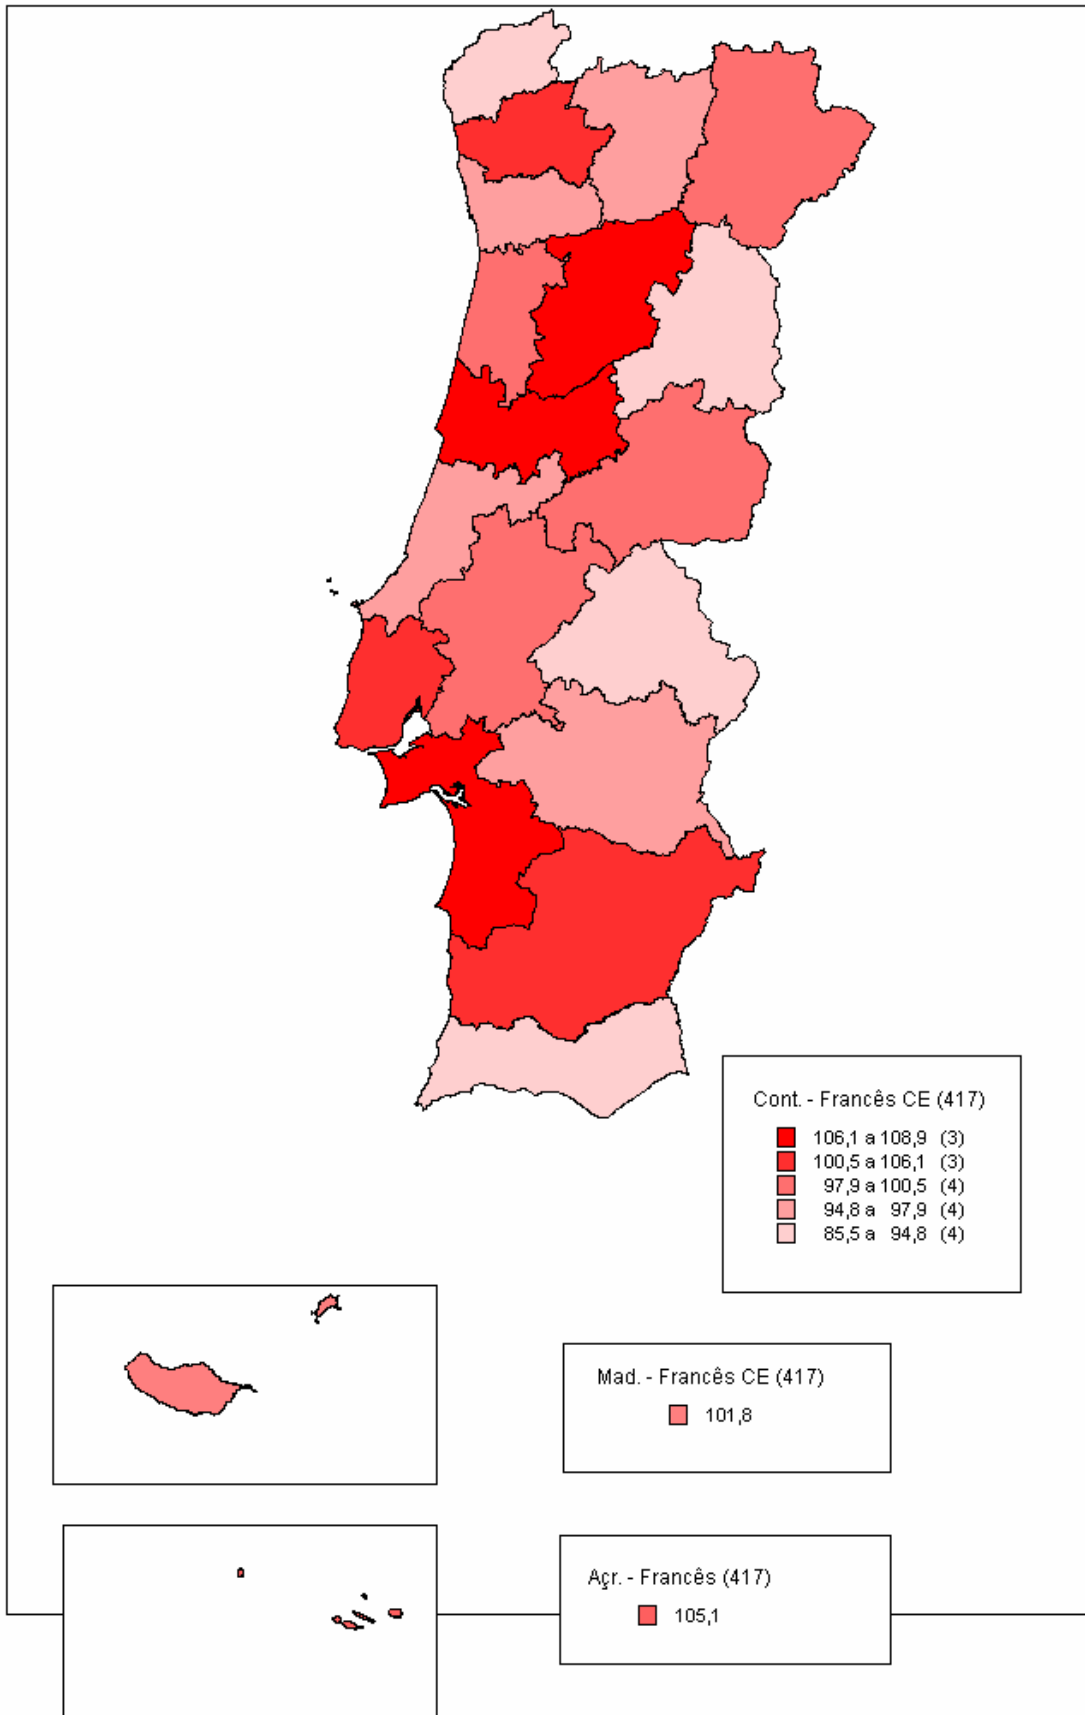 Cont. - Francês CE (417)
106,1 a 108,9 (3)
100,5 a 106,1 (3)
97,9 a 100,5 (4)
94,8 a 97,9 (4)
85,5 a 94,8 (4)
Mad. - Francês CE (417)
101,8
Açr. - Francês (417)
105,1